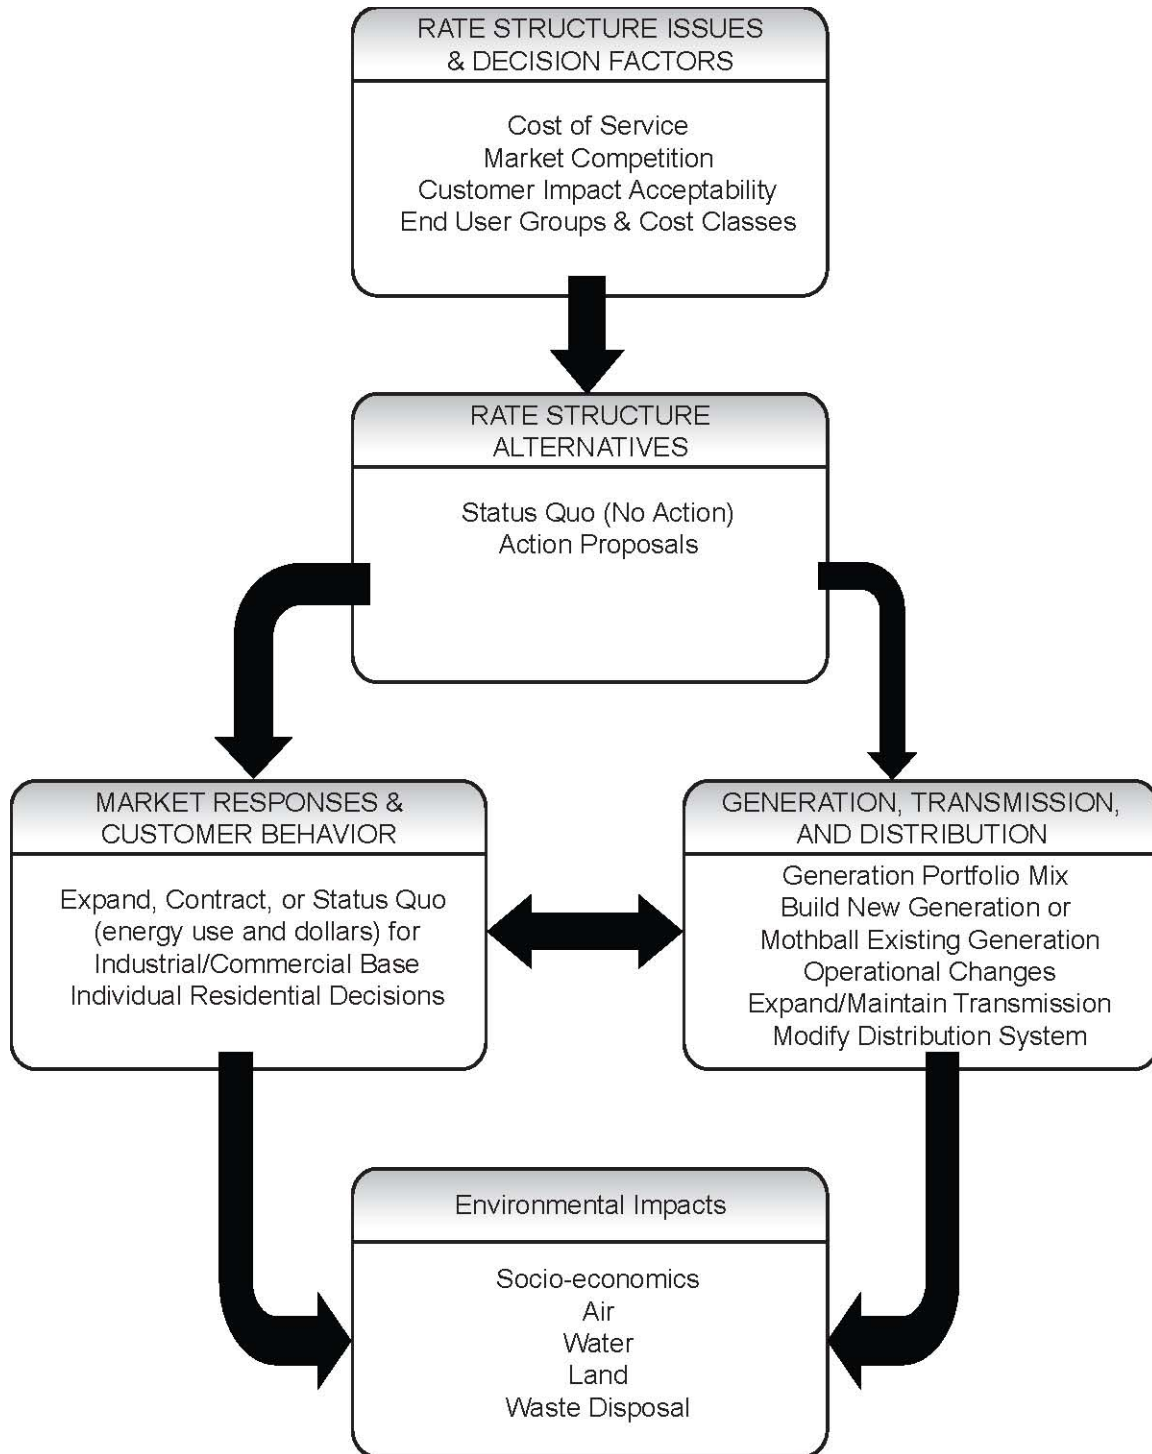 RATE STRUCTURE ISSUES
& DECISION FACTORS
Cost of Service
Market Competition
Customer Impact Acceptability
End User Groups & Cost Classes
RATE STRUCTURE
ALTERNATIVES
Status Quo (No Action)
Action Proposals
MARKET RESPONSES &
CUSTOMER BEHAVIOR
Expand, Contract, or Status Quo
(energy use and dollars) for
Industrial/Commercial Base
Individual Residential Decisions
GENERATION, TRANSMISSION,
AND DISTRIBUTION
Generation Portfolio Mix
Build New Generation or
Mothball Existing Generation
Operational Changes
Expand/Maintain Transmission
Modify Distribution System
Environmental Impacts
Socio-economics
Air
Water
Land
Waste Disposal